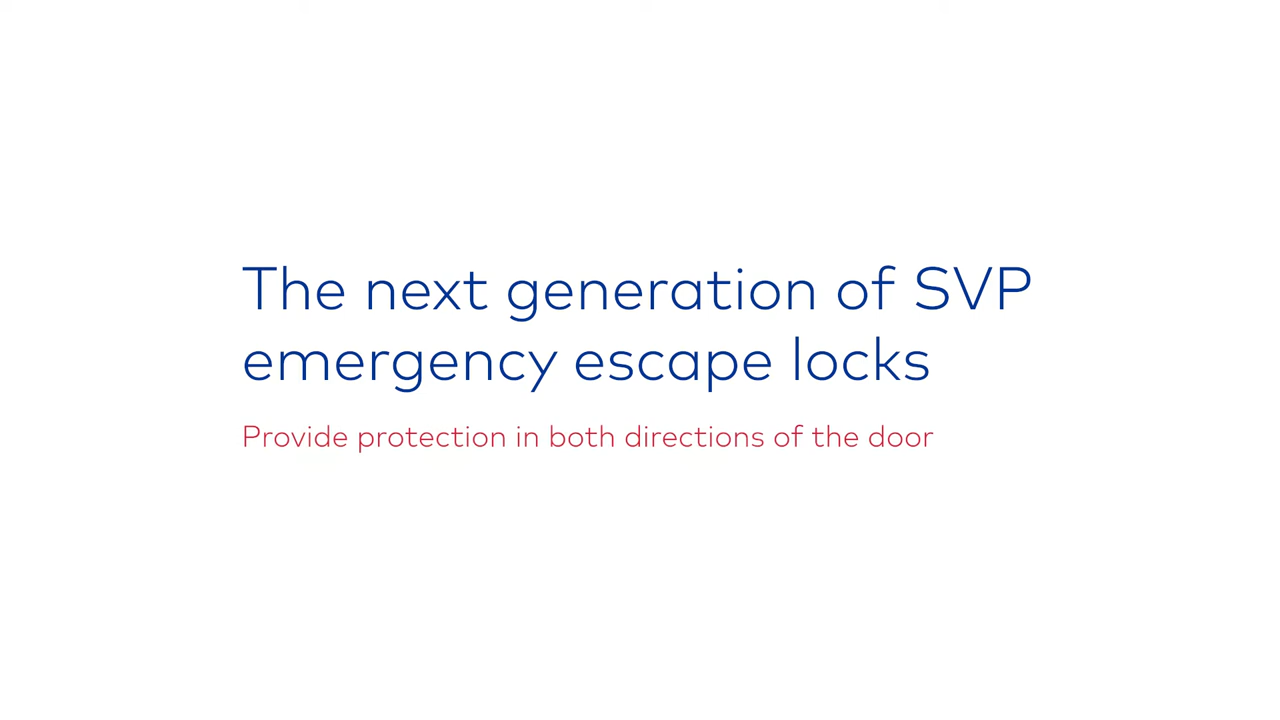 The next generation of SVP
emergency escape locks
Provide protection in both directions of the door